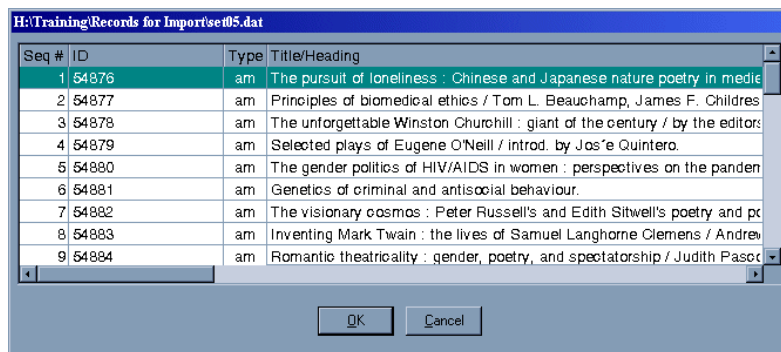 H:\Training\Records for Import\set05.dat
Seq # ID Type Title/Heading
1 54876 am The pursuit of loneliness : Chinese and Japanese nature poetry in
2 54877 am Principles of biomedical ethics / Tom L. Beauchamp, James F.
3 54878 am The unforgettable Winston Churchill : giant of the century / by the editors
4 54879 am Selected plays of Eugene O'Neill / introd. by Jos´e Quintero.
5 54880 am The gender politics of HIV/AIDS in women : perspectives on the
6 54881 am Genetics of criminal and antisocial behaviour.
7 54882 am The visionary cosmos : Peter Russell's and Edith Sitwell's poetry and
8 54883 am Inventing Mark Twain : the lives of Samuel Langhorne Clemens /
9 54884 am Romantic theatricality : gender, poetry, and spectatorship / Judith
OK Cancel